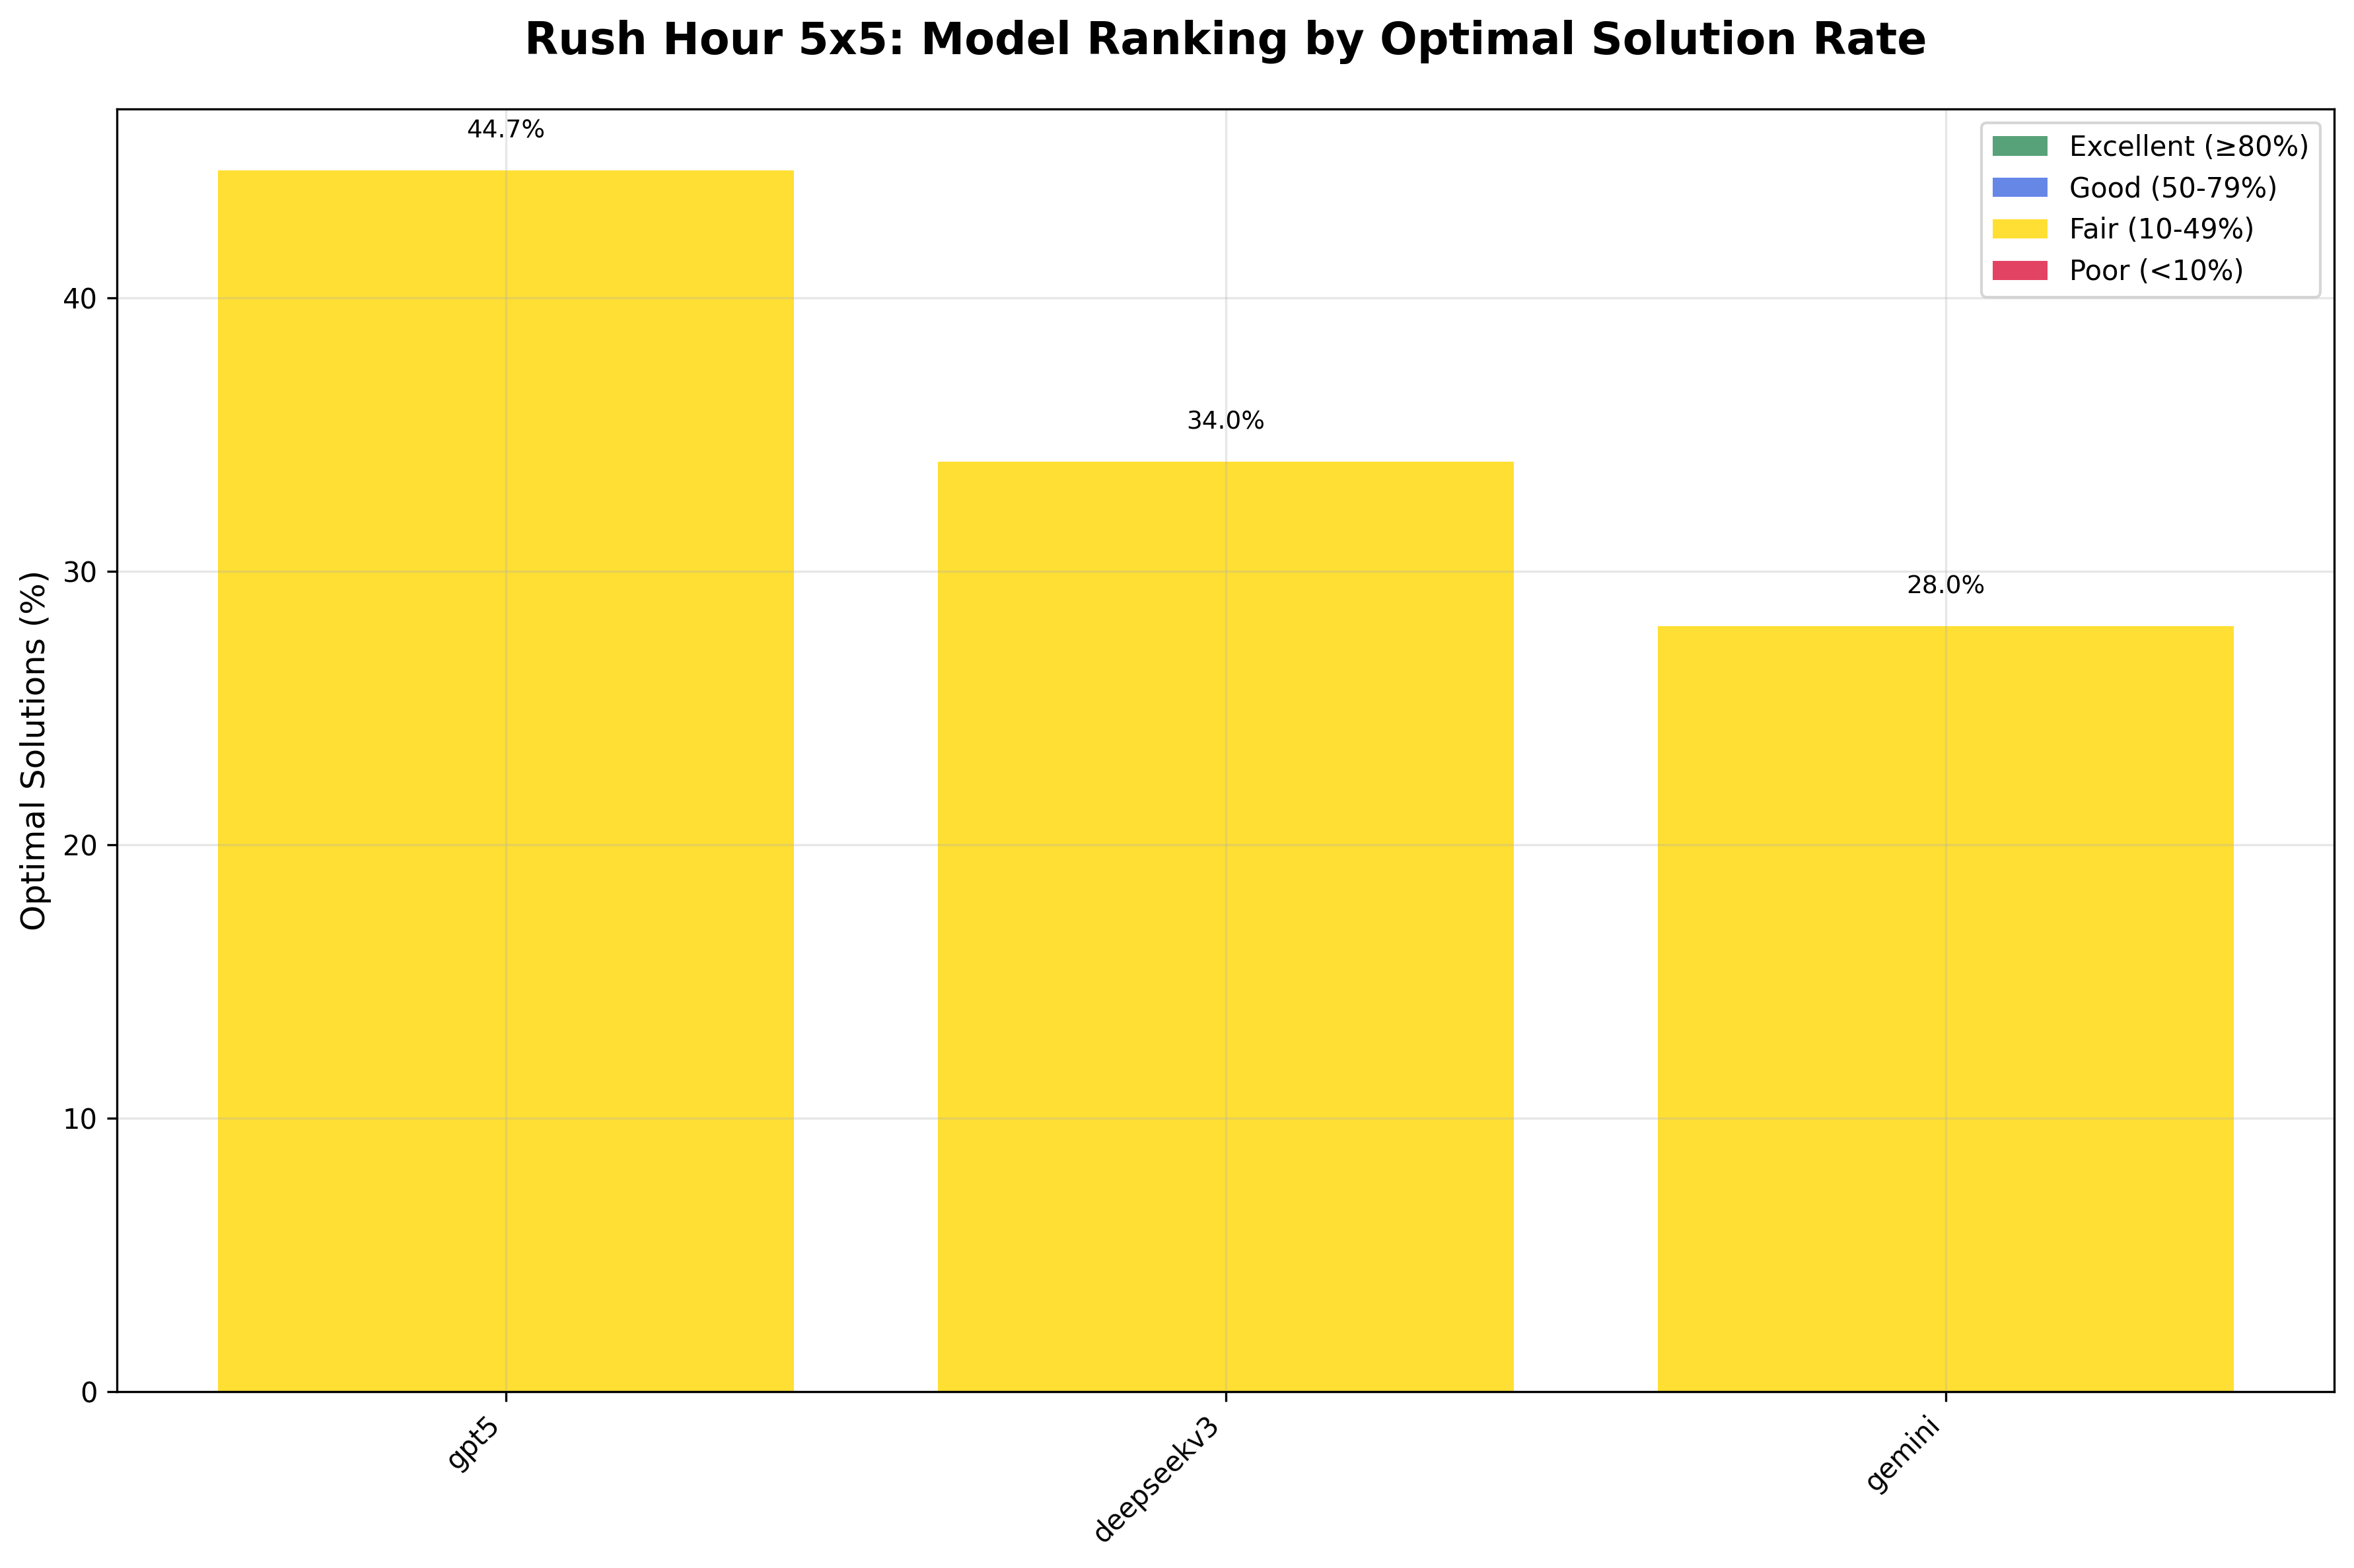 Rush Hour 5x5: Model Ranking by Optimal Solution Rate
44.7%
34.0%
28.0%
Excellent (≥80%)
Good (50-79%)
Fair (10-49%)
Poor (<10%)
Optimal Solutions (%)
40
30
20
10
0
gpt5
deepseekv3
gemini